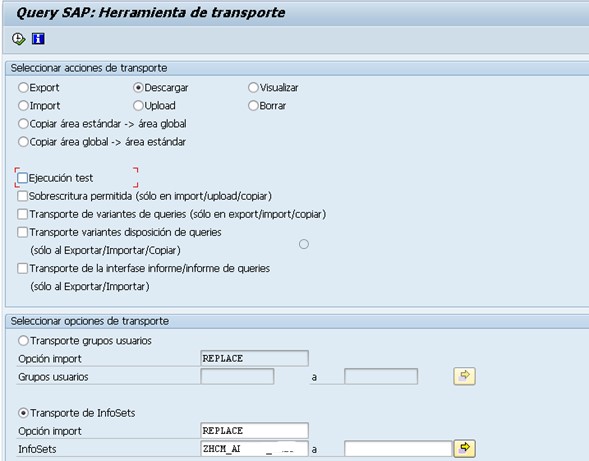 Query SAP: Herramienta de transporte
Seleccionar acciones de transporte
Export Descargar Visualizar
Import Upload Borrar
Copiar área estándar -> área global
Copiar área global -> área estándar
Ejecución test
Sobrescritura permitida (sólo en import/upload/copiar)
Transporte de variantes de queries (sólo en export/import/copiar)
Transporte variantes disposición de queries
(sólo al Exportar/Importar/Copiar)
Transporte de la interfase informe/informe de queries
(sólo al Exportar/Importar)
Seleccionar opciones de transporte
Transporte grupos usuarios
Opción import REPLACE
Grupos usuarios a
Transporte de InfoSets
Opción import REPLACE
InfoSets a